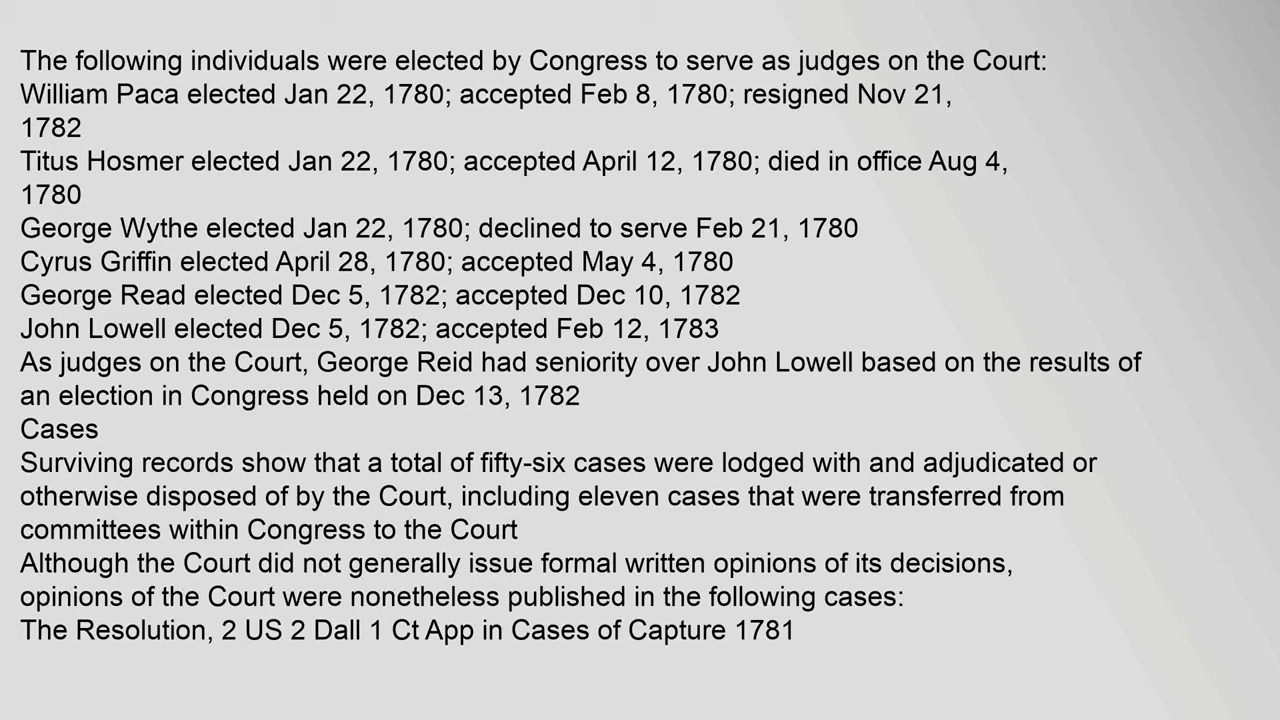 The following individuals were elected by Congress to serve as judges on the Court:
William Paca elected Jan 22, 1780; accepted Feb 8, 1780; resigned Nov 21,
1782
Titus Hosmer elected Jan 22, 1780; accepted April 12, 1780; died in office Aug 4,
1780
George Wythe elected Jan 22, 1780; declined to serve Feb 21, 1780
Cyrus Griffin elected April 28, 1780; accepted May 4, 1780
George Read elected Dec 5, 1782; accepted Dec 10, 1782
John Lowell elected Dec 5, 1782; accepted Feb 12, 1783
As judges on the Court, George Reid had seniority over John Lowell based on the results of
an election in Congress held on Dec 13, 1782
Cases
Surviving records show that a total of fifty-six cases were lodged with and adjudicated or
otherwise disposed of by the Court, including eleven cases that were transferred from
committees within Congress to the Court
Although the Court did not generally issue formal written opinions of its decisions,
opinions of the Court were nonetheless published in the following cases:
The Resolution, 2 US 2 Dall 1 Ct App in Cases of Capture 1781